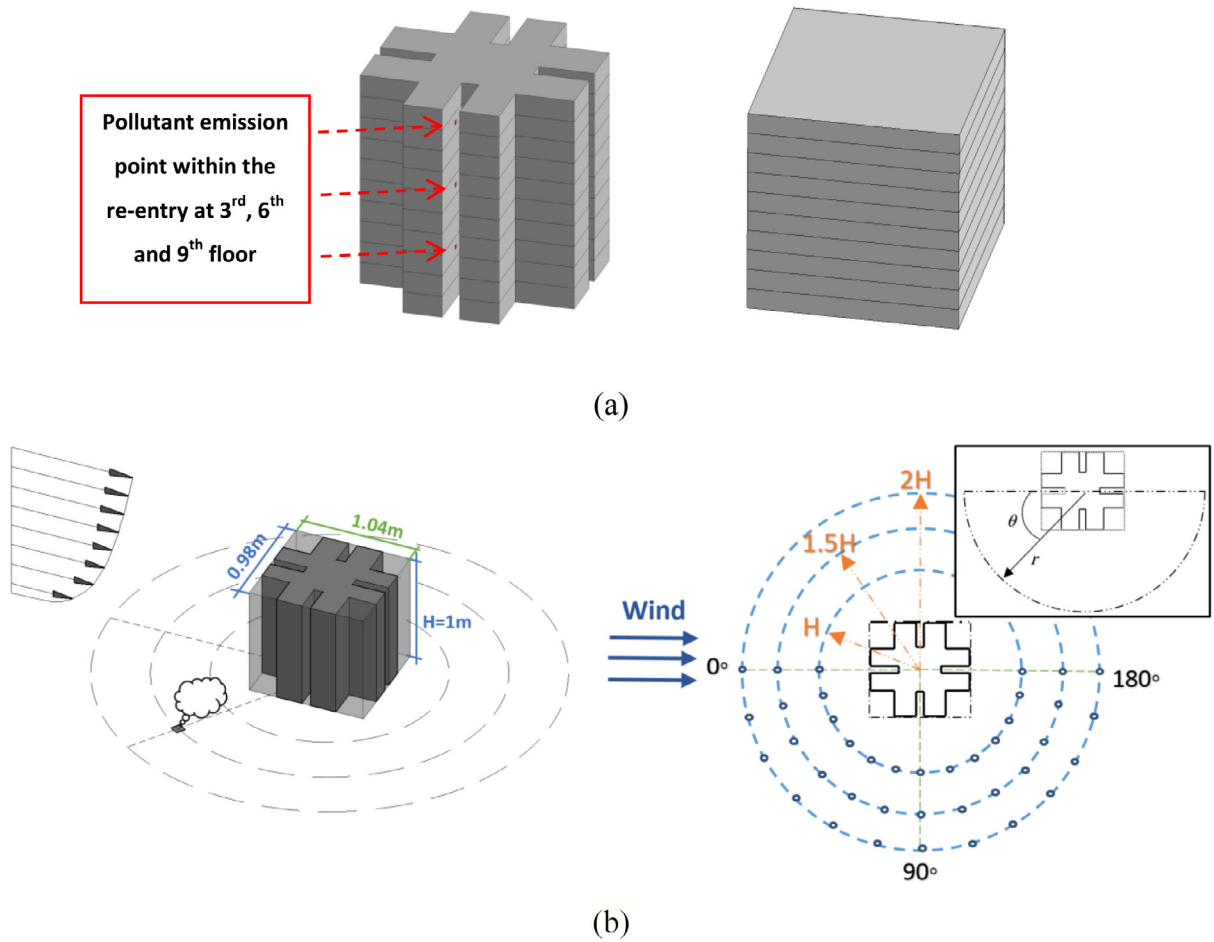 Pollutant emission
point within the
re-entry at 3rd, 6th
and 9th floor
(a)
0.98m
1.04m
H=1m
Wind
0°
2H
1.5H
H
180°
90°
θ
r
(b)